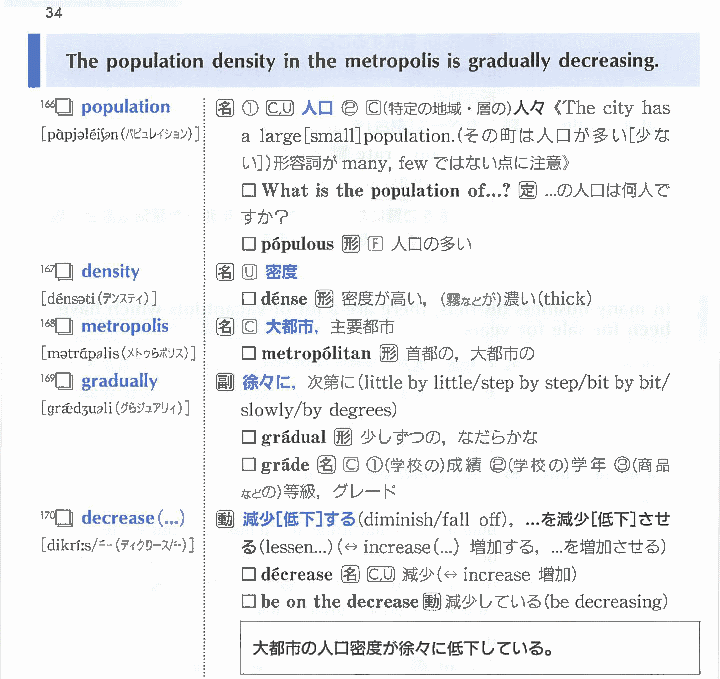 34
The population density in the metropolis is gradually decreasing.
166 population
[pɑ̀pjəléiʃən(パピュレイション)]
名 ① C,U 人口 ② C(特定の地域・層の)人々《The city has
a large[small]population.(その町は人口が多い[少な
い])形容詞が many, few ではない点に注意》
□ What is the population of...? 定 …の人口は何人で
すか?
□ pópulous 形 F 人口の多い
167 density
[dénsəti(デンスティ)]
名 U 密度
□ dénse 形 密度が高い, (霧などが)濃い(thick)
168 metropolis
[mətrápəlis(メトゥらポリス)]
名 C 大都市, 主要都市
□ metropólitan 形 首都の, 大都市の
169 gradually
[grǽdʒuəli(グらジュアリィ)]
副 徐々に, 次第に(little by little/step by step/bit by bit/
slowly/by degrees)
□ grádual 形 少しずつの, なだらかな
□ gráde 名 C ①(学校の)成績 ②(学校の)学年 ③(商品
などの)等級, グレード
170 decrease(...)
[dikríːs/ニー(ディクリース/ニー)]
動 減少[低下]する(diminish/fall off), …を減少[低下]させ
る(lessen...)(↔ increase(...) 増加する, …を増加させる)
□ décrease 名 C,U 減少(↔ increase 増加)
□ be on the decrease 動 減少している(be decreasing)
大都市の人口密度が徐々に低下している。